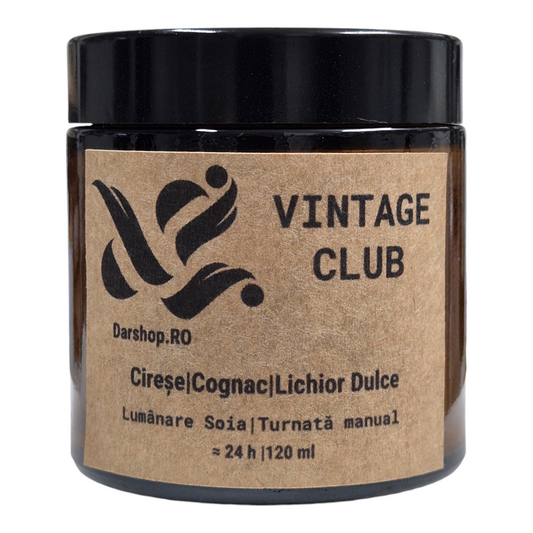 VINTAGE
CLUB
Darshop.RO
Cireșe|Cognac|Lichior Dulce
Lumânare Soia|Turnată manual
≈ 24 h |120 ml